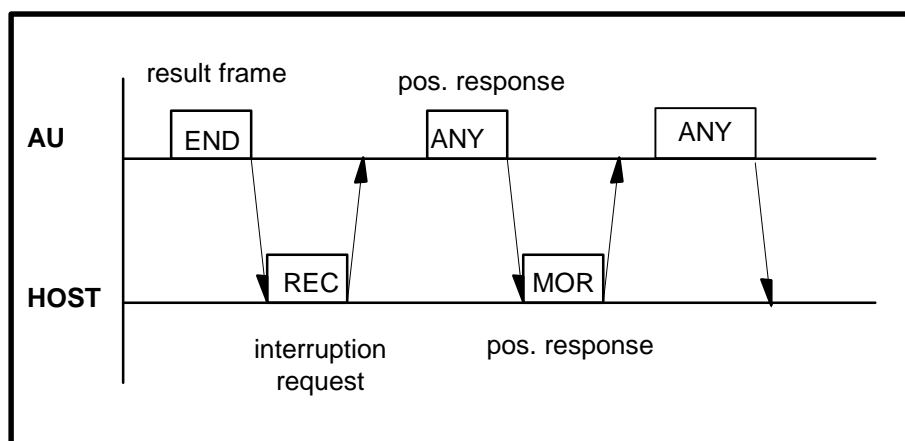 result frame
pos. response
AU
END
ANY
ANY
HOST
REC
MOR
interruption
request
pos. response